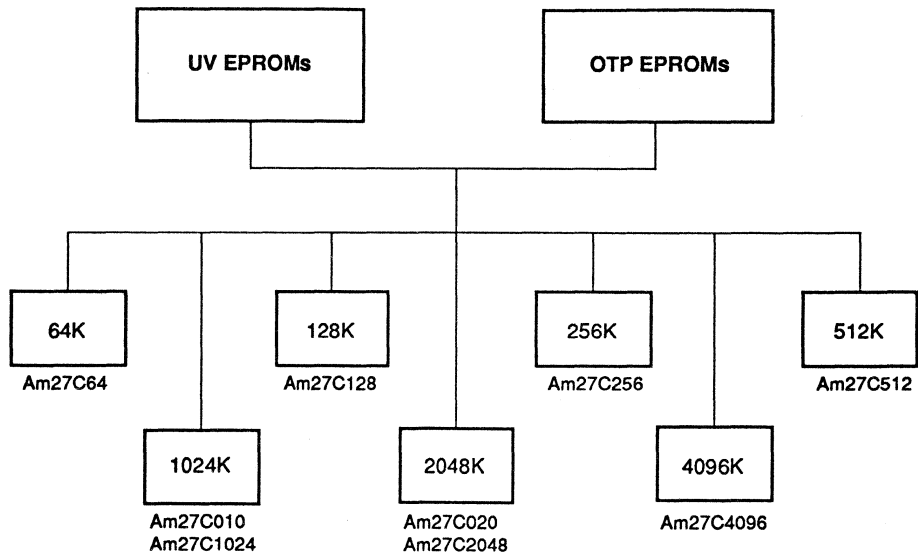 UV EPROMs
OTP EPROMs
64K
Am27C64
128K
Am27C128
256K
Am27C256
512K
Am27C512
1024K
Am27C010
Am27C1024
2048K
Am27C020
Am27C2048
4096K
Am27C4096